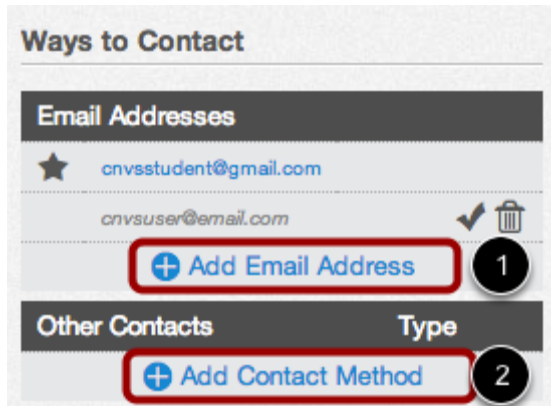 Ways to Contact
Email Addresses
cnvsstudent@gmail.com
cnvsuser@email.com
Add Email Address 1
Other Contacts Type
Add Contact Method 2